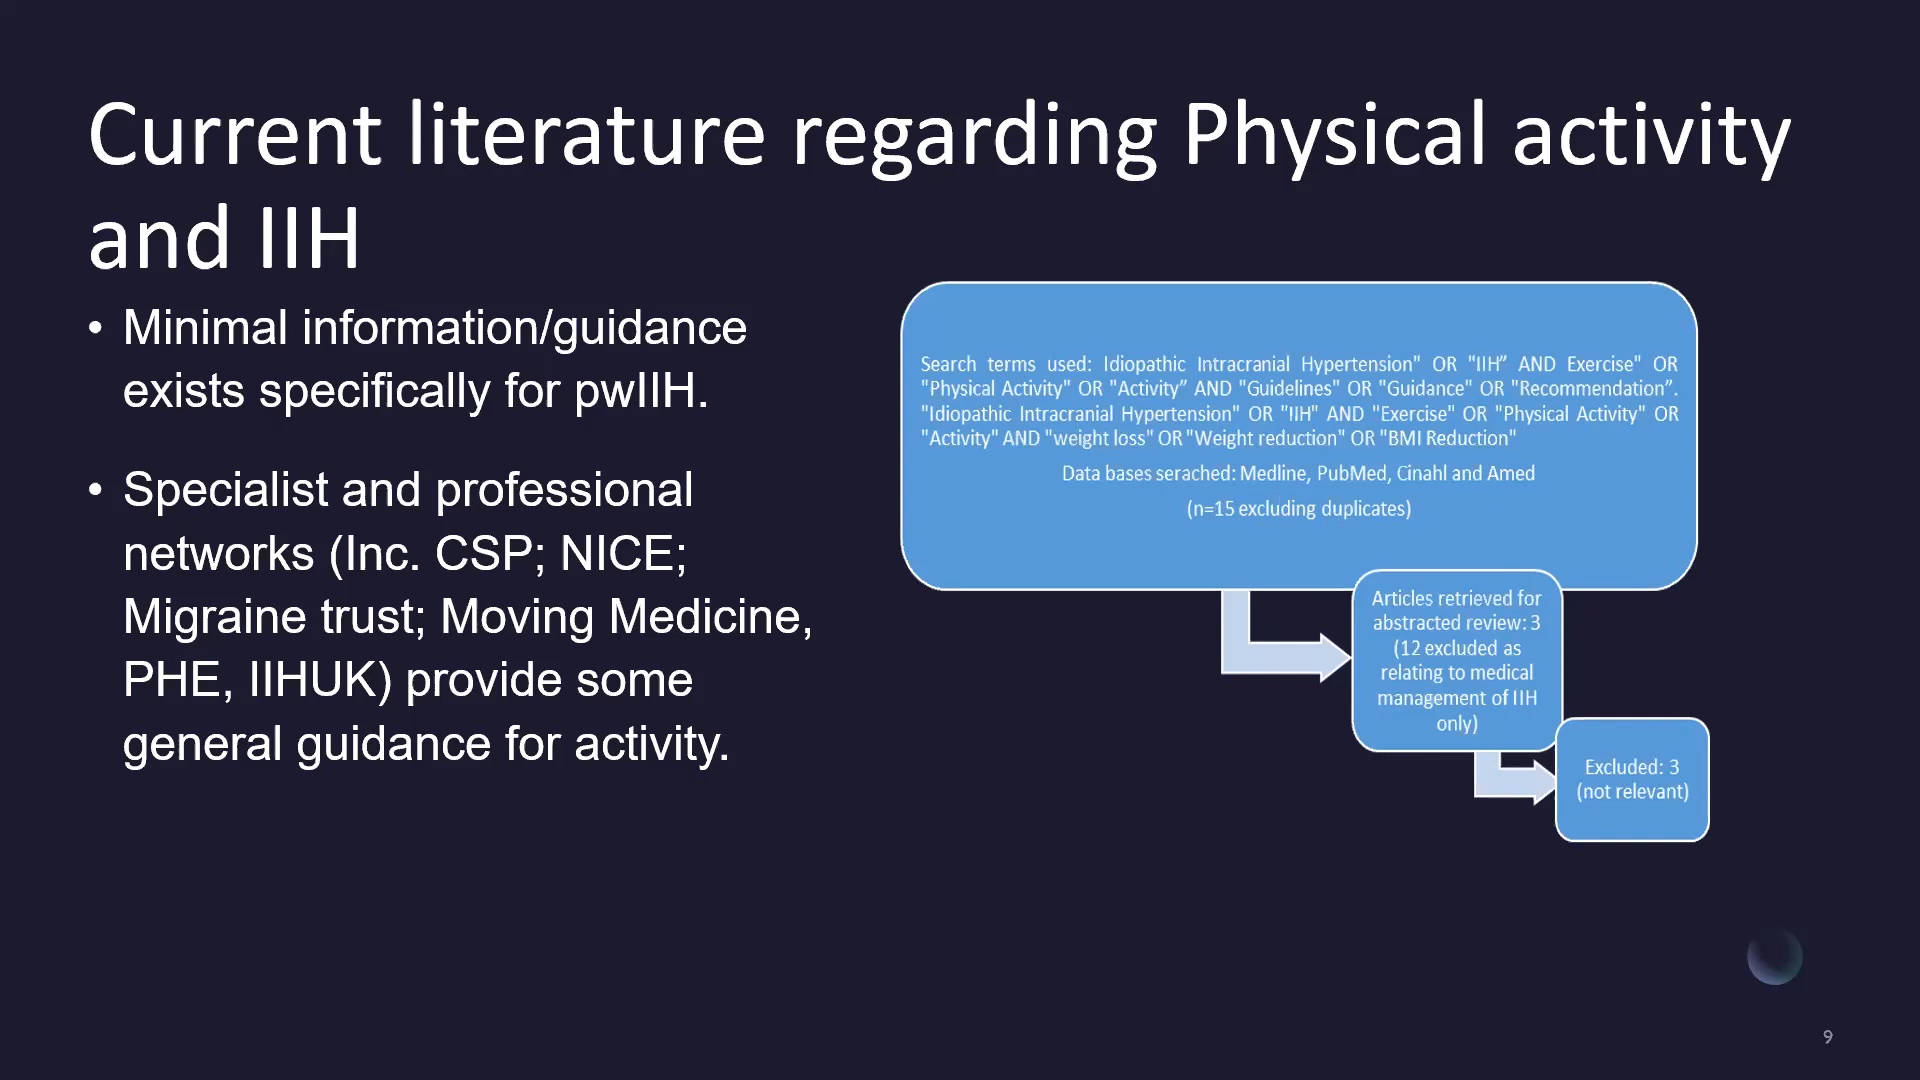 Current literature regarding Physical activity
and IIH
• Minimal information/guidance
exists specifically for pwIIH.
• Specialist and professional
networks (Inc. CSP; NICE;
Migraine trust; Moving Medicine,
PHE, IIHUK) provide some
general guidance for activity.
Search terms used: Idiopathic Intracranial Hypertension" OR "IIH” AND Exercise" OR
"Physical Activity" OR "Activity” AND "Guidelines" OR "Guidance" OR "Recommendation”.
"Idiopathic Intracranial Hypertension" OR "IIH" AND "Exercise" OR "Physical Activity" OR
"Activity" AND "weight loss" OR "Weight reduction" OR "BMI Reduction"
Data bases serached: Medline, PubMed, Cinahl and Amed
(n=15 excluding duplicates)
Articles retrieved for
abstracted review: 3
(12 excluded as
relating to medical
management of IIH
only)
Excluded: 3
(not relevant)
9